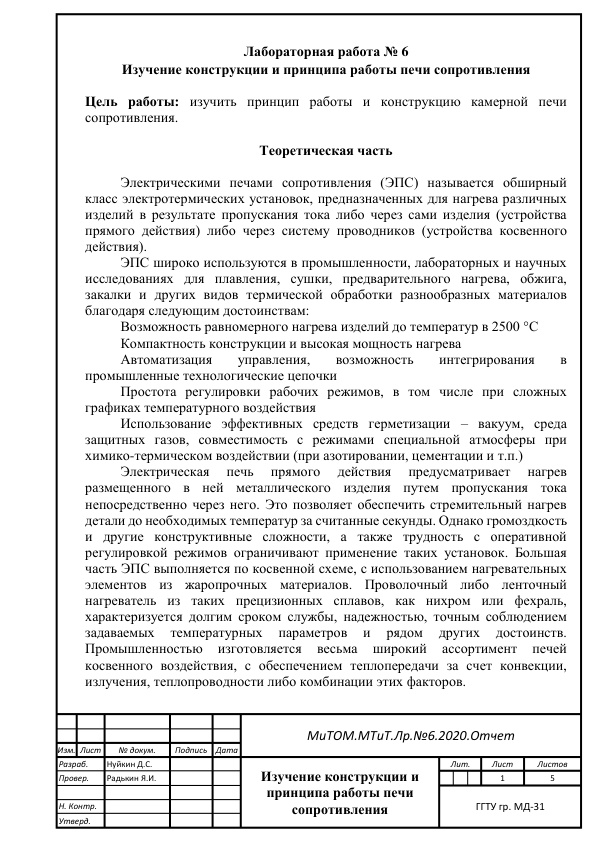 Лабораторная работа № 6
Изучение конструкции и принципа работы печи сопротивления
Цель работы: изучить принцип работы и конструкцию камерной печи
сопротивления.
Теоретическая часть
Электрическими печами сопротивления (ЭПС) называется обширный
класс электротермических установок, предназначенных для нагрева различных
изделий в результате пропускания тока либо через сами изделия (устройства
прямого действия) либо через систему проводников (устройства косвенного
действия).
ЭПС широко используются в промышленности, лабораторных и научных
исследованиях для плавления, сушки, предварительного нагрева, обжига,
закалки и других видов термической обработки разнообразных материалов
благодаря следующим достоинствам:
Возможность равномерного нагрева изделий до температур в 2500 °С
Компактность конструкции и высокая мощность нагрева
Автоматизация управления, возможность интегрирования в
промышленные технологические цепочки
Простота регулировки рабочих режимов, в том числе при сложных
графиках температурного воздействия
Использование эффективных средств герметизации – вакуум, среда
защитных газов, совместимость с режимами специальной атмосферы при
химико-термическом воздействии (при азотировании, цементации и т.п.)
Электрическая печь прямого действия предусматривает нагрев
размещенного в ней металлического изделия путем пропускания тока
непосредственно через него. Это позволяет обеспечить стремительный нагрев
детали до необходимых температур за считанные секунды. Однако громоздкость
и другие конструктивные сложности, а также трудность с оперативной
регулировкой режимов ограничивают применение таких установок. Большая
часть ЭПС выполняется по косвенной схеме, с использованием нагревательных
элементов из жаропрочных материалов. Проволочный либо ленточный
нагреватель из таких прецизионных сплавов, как нихром или фехраль,
характеризуется долгим сроком службы, надежностью, точным соблюдением
задаваемых температурных параметров и рядом других достоинств.
Промышленностью изготовляется весьма широкий ассортимент печей
косвенного воздействия, с обеспечением теплопередачи за счет конвекции,
излучения, теплопроводности либо комбинации этих факторов.
МиТОМ.МТиТ.Лр.№6.2020.Отчет
Изм. Лист № докум. Подпись Дата
Разраб. Нуйкин Д.С.
Провер. Радькин Я.И.
Н. Контр.
Утверд.
Изучение конструкции и
принципа работы печи
сопротивления
Лит. Лист Листов
1 5
ГГТУ гр. МД-31